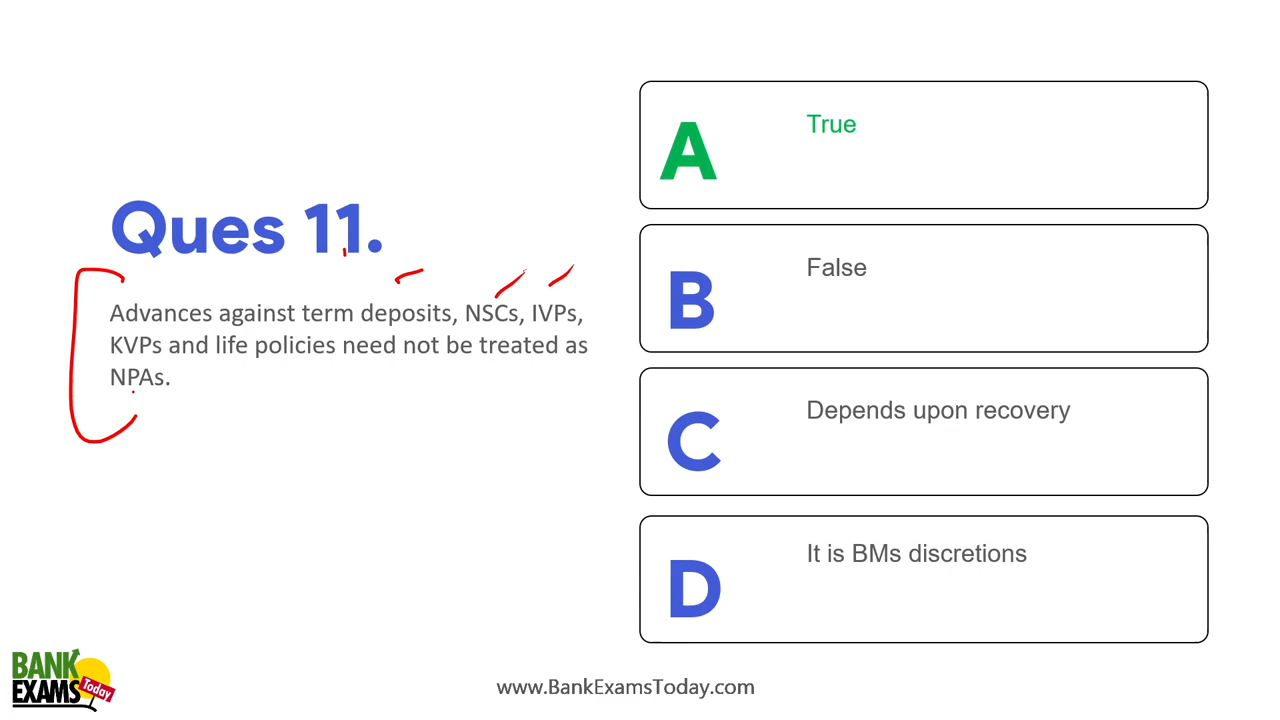 Ques 11.
Advances against term deposits, NSCs, IVPs,
KVPs and life policies need not be treated as
NPAs.
A
True
B
False
C
Depends upon recovery
D
It is BMs discretions
BANK
EXAMS
Today
www.BankExamsToday.com